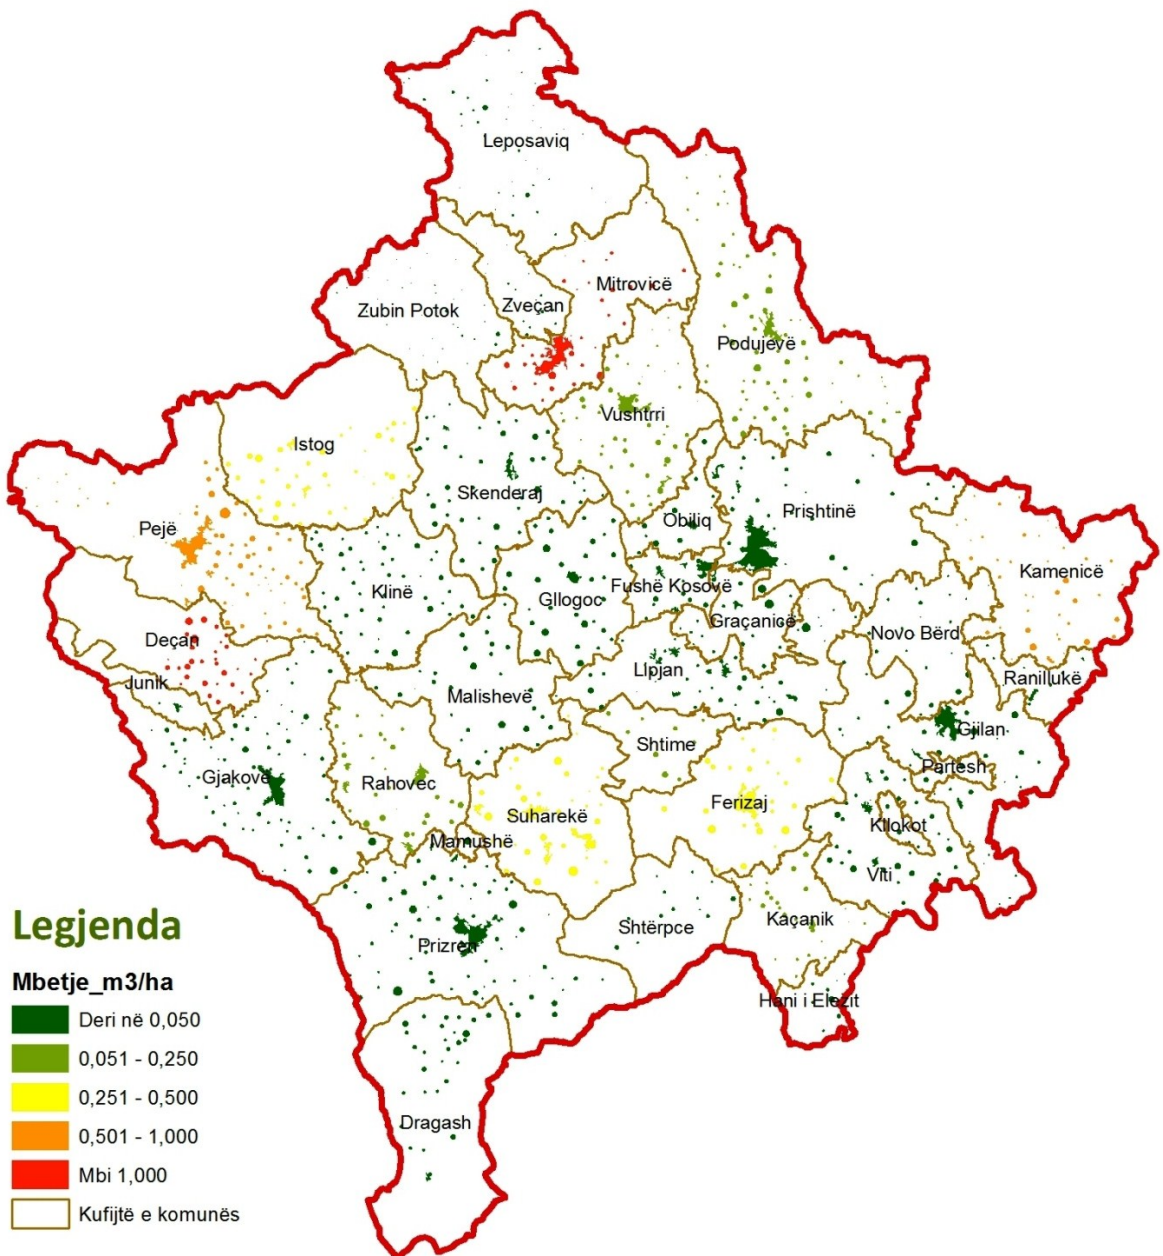 Leposaviq
Mitrovicë
Zveçan
Zubin Potok
Podujevë
Vushtrri
Istog
Skenderaj
Prishtinë
Obiliq
Pejë
Kamenicë
Fushë Kosovë
Klinë
Gllogoc
Graçanicë
Novo Bërd
Deçan
Llpjan
Ranillukë
Junik
Malishevë
Gjilan
Shtime
Partesh
Gjakovë
Rahovec
Ferizaj
Suharekë
Kllokot
Mamushë
Viti
Kaçanik
Shtërpce
Prizren
Hani i Elezit
Dragash
Legjenda
Mbetje_m3/ha
Deri në 0,050
0,051 - 0,250
0,251 - 0,500
0,501 - 1,000
Mbi 1,000
Kufijtë e komunës